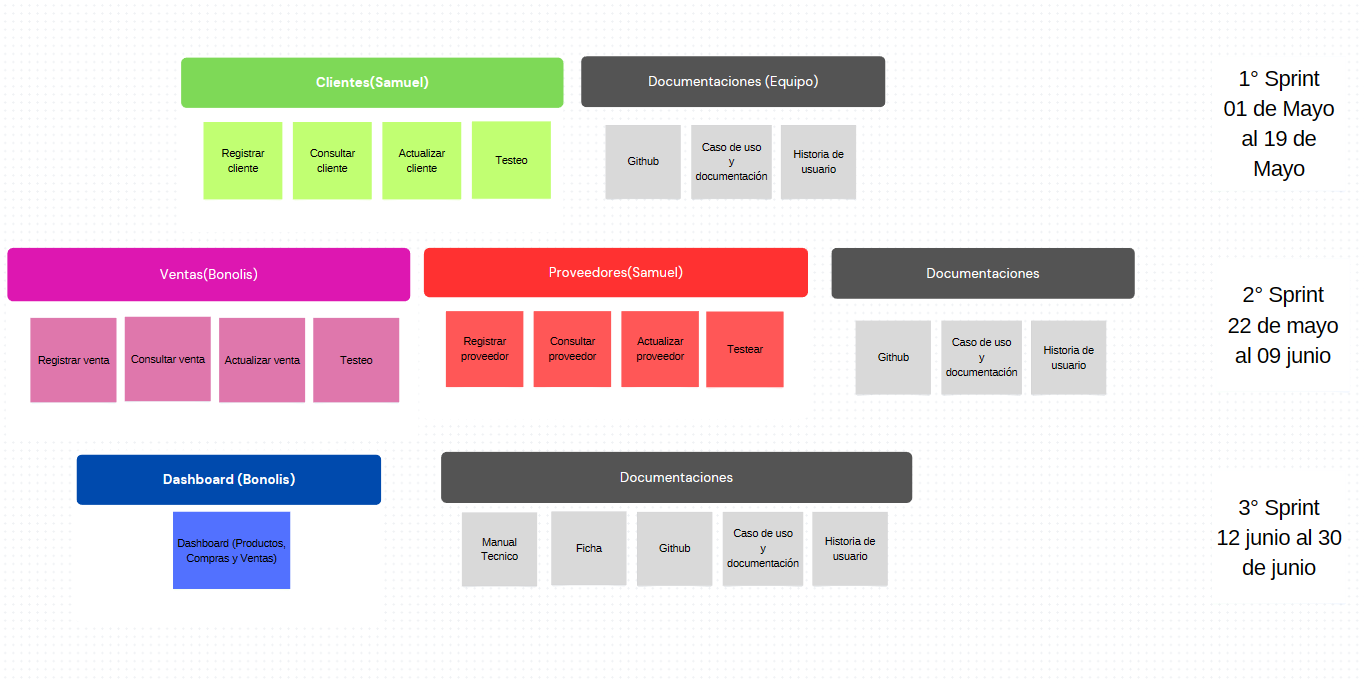 Clientes(Samuel)
Documentaciones (Equipo)
1° Sprint
01 de Mayo
al 19 de
Mayo
Registrar
cliente
Consultar
cliente
Actualizar
cliente
Testeo
Github
Caso de uso
y
documentación
Historia de
usuario
Ventas(Bonolis)
Proveedores(Samuel)
Documentaciones
2° Sprint
22 de mayo
al 09 junio
Registrar venta
Consultar venta
Actualizar venta
Testeo
Registrar
proveedor
Consultar
proveedor
Actualizar
proveedor
Testear
Github
Caso de uso
y
documentación
Historia de
usuario
Dashboard (Bonolis)
Documentaciones
3° Sprint
12 junio al 30
de junio
Dashboard (Productos,
Compras y Ventas)
Manual
Tecnico
Ficha
Github
Caso de uso
y
documentación
Historia de
usuario